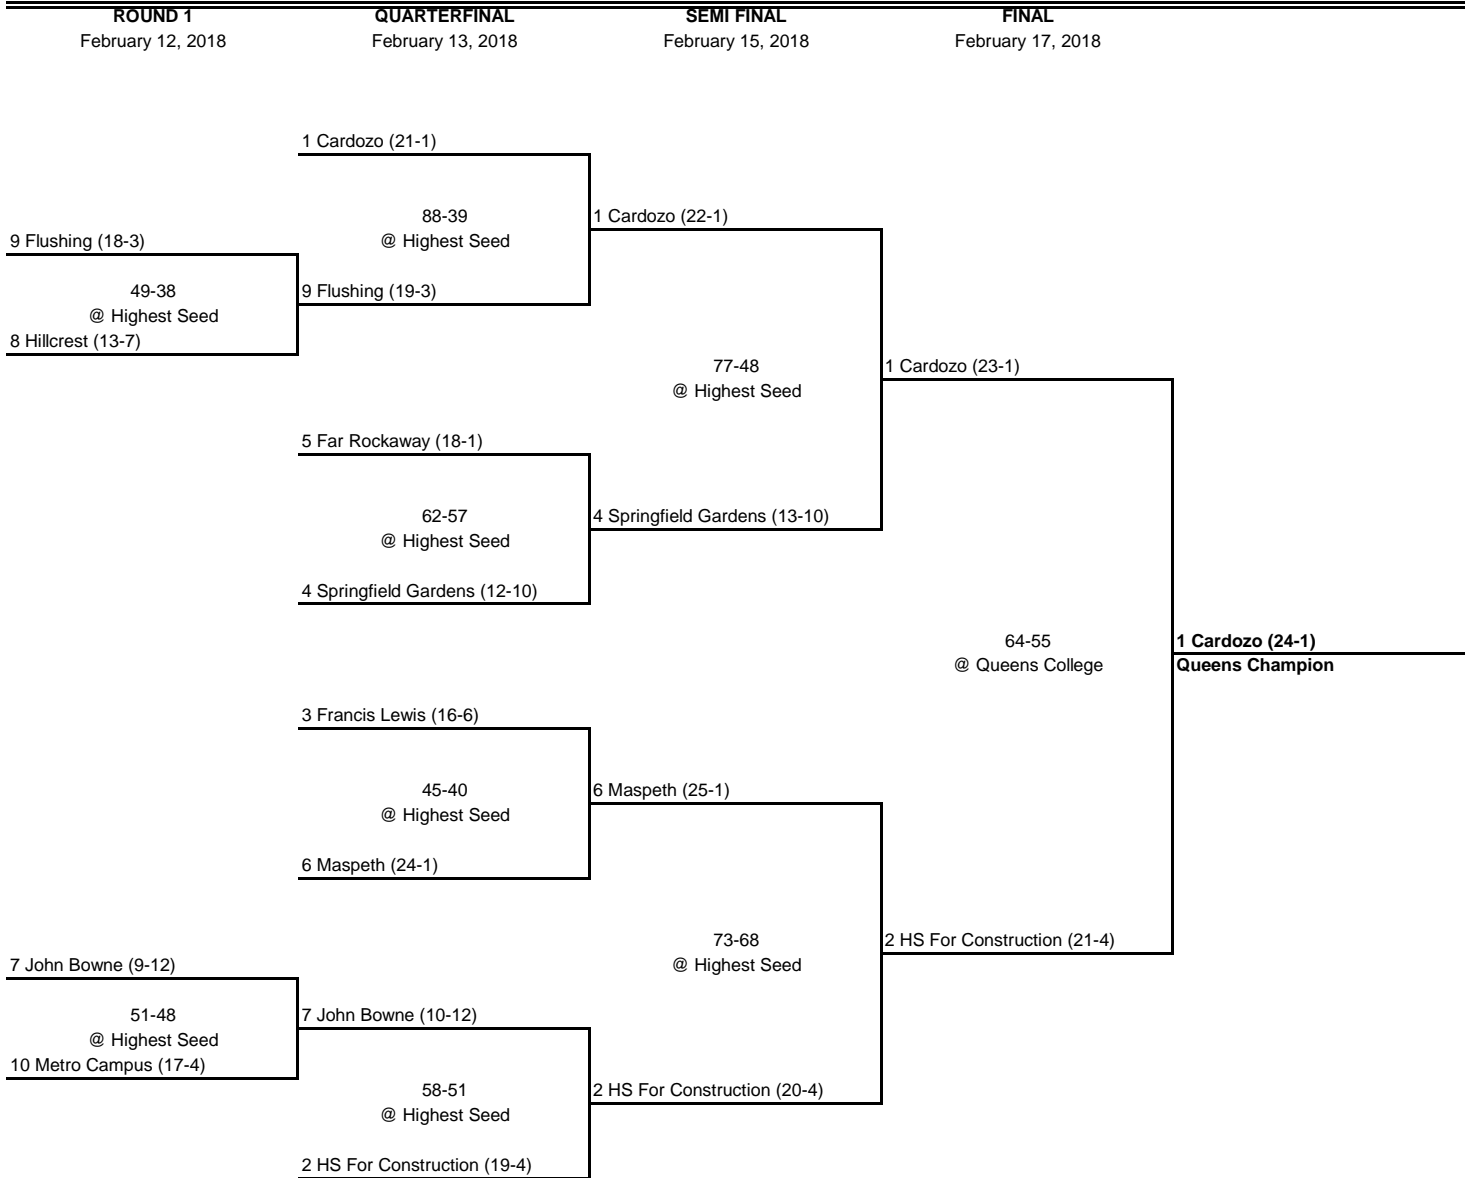 ROUND 1 QUARTERFINAL SEMI FINAL FINAL
February 12, 2018 February 13, 2018 February 15, 2018 February 17, 2018
1 Cardozo (21-1)
88-39 1 Cardozo (22-1)
9 Flushing (18-3) @ Highest Seed
49-38 9 Flushing (19-3)
@ Highest Seed
8 Hillcrest (13-7)
77-48 1 Cardozo (23-1)
@ Highest Seed
5 Far Rockaway (18-1)
62-57 4 Springfield Gardens (13-10)
@ Highest Seed
4 Springfield Gardens (12-10)
64-55 1 Cardozo (24-1)
@ Queens College Queens Champion
3 Francis Lewis (16-6)
45-40 6 Maspeth (25-1)
@ Highest Seed
6 Maspeth (24-1)
73-68 2 HS For Construction (21-4)
7 John Bowne (9-12) @ Highest Seed
51-48 7 John Bowne (10-12)
@ Highest Seed
10 Metro Campus (17-4)
58-51 2 HS For Construction (20-4)
@ Highest Seed
2 HS For Construction (19-4)